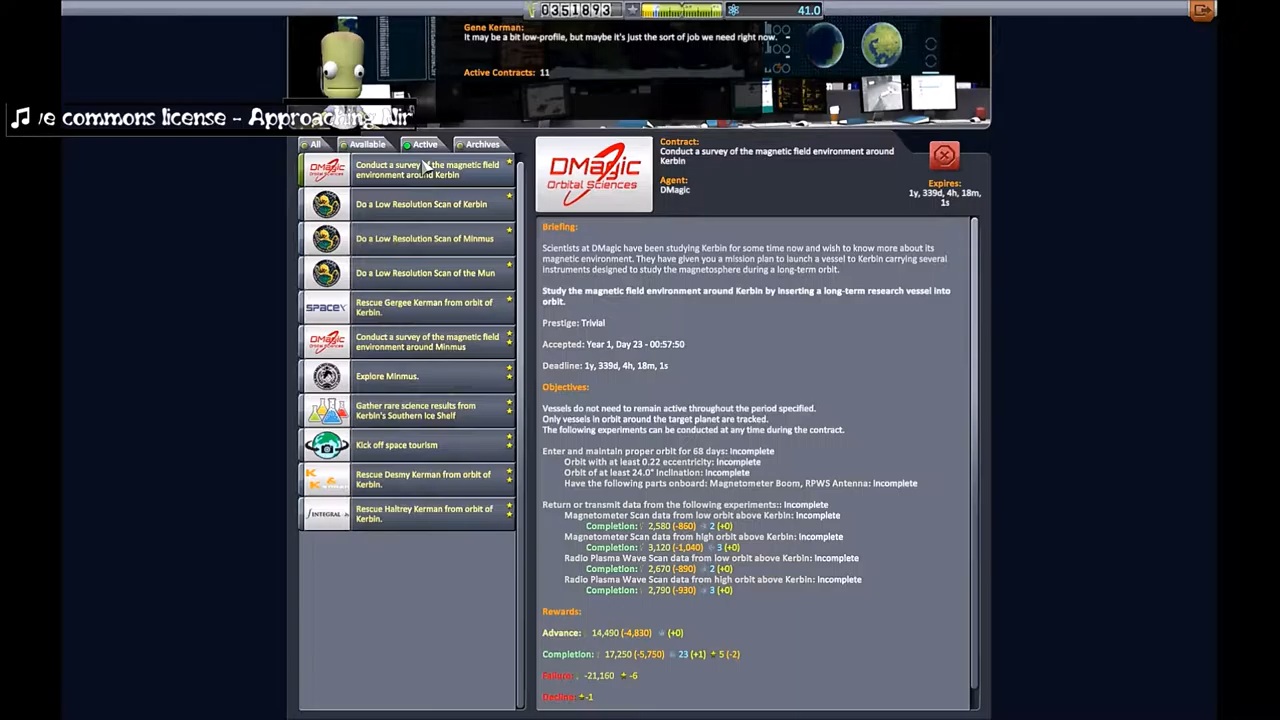 0351893
41.0
Gene Kerman:
It may be a bit low-profile, but maybe it's just the sort of job we need right now.
Active Contracts: 11
♫ /e commons license - Approaching Nir
All
Available
Active
Archives
Conduct a survey of the magnetic field
environment around Kerbin
Do a Low Resolution Scan of Kerbin
Do a Low Resolution Scan of Minmus
Do a Low Resolution Scan of the Mun
SPACEX
Rescue Gergee Kerman from orbit of
Kerbin.
Conduct a survey of the magnetic field
environment around Minmus
Explore Minmus.
Gather rare science results from
Kerbin's Southern Ice Shelf
Kick off space tourism
Rescue Desmy Kerman from orbit of
Kerbin.
Rescue Haltrey Kerman from orbit of
Kerbin.
DMagic
ORBITAL SCIENCES
Contract:
Conduct a survey of the magnetic field environment around
Kerbin
Agent:
DMagic
Expires:
1y, 339d, 4h, 18m,
1s
Briefing:
Scientists at DMagic have been studying Kerbin for some time now and wish to know more about its
magnetic environment. They have given you a mission plan to launch a vessel to Kerbin carrying several
instruments designed to study the magnetosphere during a long-term orbit.
Study the magnetic field environment around Kerbin by inserting a long-term research vessel into
orbit.
Prestige: Trivial
Accepted: Year 1, Day 23 - 00:57:50
Deadline: 1y, 339d, 4h, 18m, 1s
Objectives:
Vessels do not need to remain active throughout the period specified.
Only vessels in orbit around the target planet are tracked.
The following experiments can be conducted at any time during the contract.
Enter and maintain proper orbit for 68 days: Incomplete
Orbit with at least 0.22 eccentricity: Incomplete
Orbit of at least 24.0° Inclination: Incomplete
Have the following parts onboard: Magnetometer Boom, RPWS Antenna: Incomplete
Return or transmit data from the following experiments:: Incomplete
Magnetometer Scan data from low orbit above Kerbin: Incomplete
Completion: 2,580 (-860) 2 (+0)
Magnetometer Scan data from high orbit above Kerbin: Incomplete
Completion: 3,120 (-1,040) 3 (+0)
Radio Plasma Wave Scan data from low orbit above Kerbin: Incomplete
Completion: 2,670 (-890) 2 (+0)
Radio Plasma Wave Scan data from high orbit above Kerbin: Incomplete
Completion: 2,790 (-930) 3 (+0)
Rewards:
Advance: 14,490 (-4,830) (+0)
Completion: 17,250 (-5,750) 23 (+1) 5 (-2)
Failure: -21,160 -6
Decline: -1